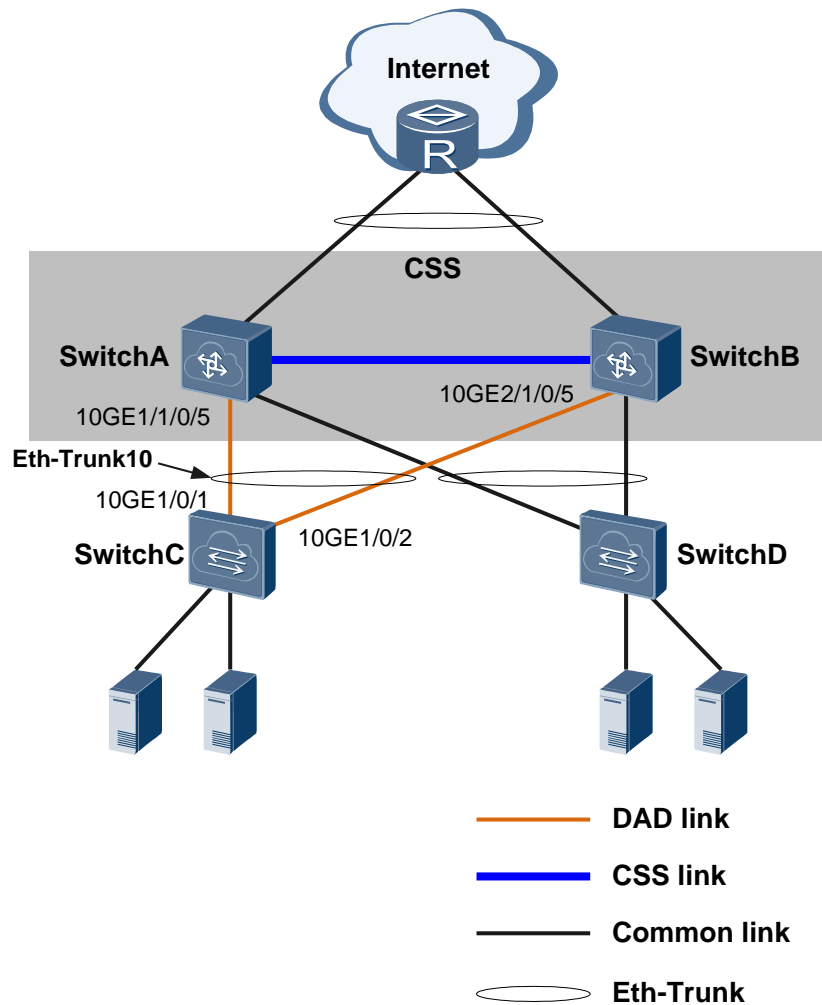 Internet
R
CSS
SwitchA
SwitchB
10GE1/1/0/5
10GE2/1/0/5
Eth-Trunk10
10GE1/0/1
10GE1/0/2
SwitchC
SwitchD
DAD link
CSS link
Common link
Eth-Trunk